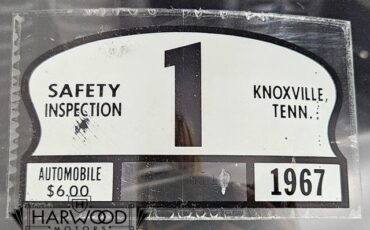 SAFETY
INSPECTION
1
KNOXVILLE,
TENN.
AUTOMOBILE
$6.00
1967
H
HARWOOD
MOTORS